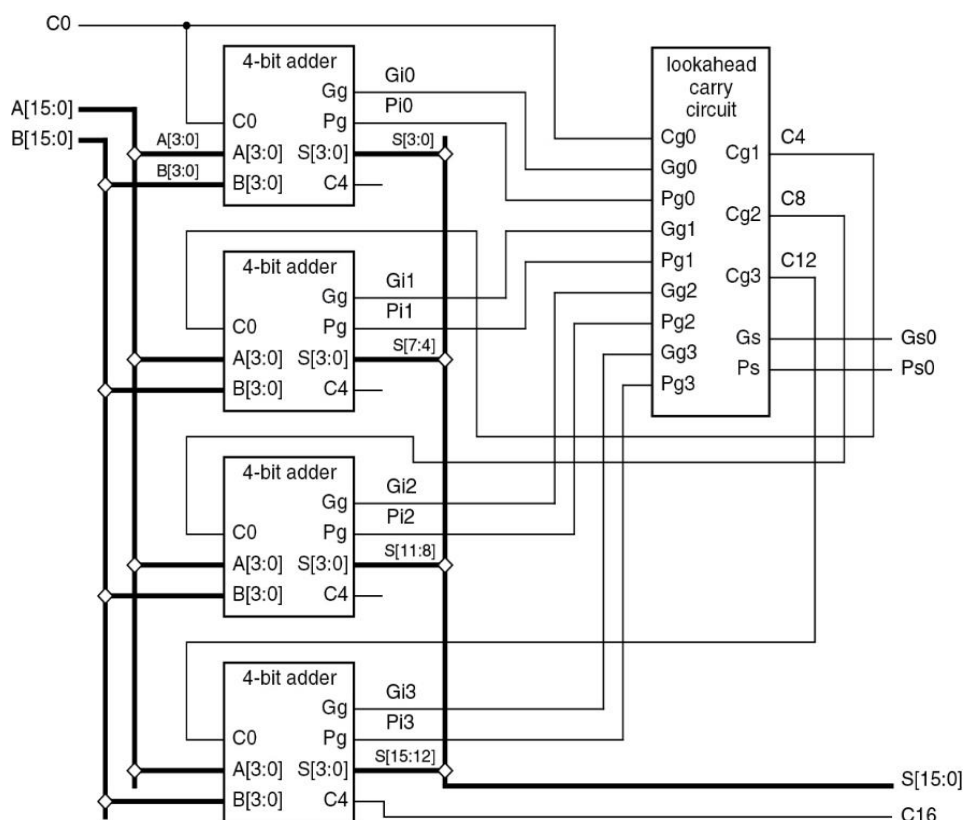 C0
A[15:0]
B[15:0]
A[3:0]
B[3:0]
4-bit adder
Gg
C0 Pg
A[3:0] S[3:0]
B[3:0] C4
Gi0
Pi0
S[3:0]
4-bit adder
Gg
C0 Pg
A[3:0] S[3:0]
B[3:0] C4
Gi1
Pi1
S[7:4]
4-bit adder
Gg
C0 Pg
A[3:0] S[3:0]
B[3:0] C4
Gi2
Pi2
S[11:8]
4-bit adder
Gg
C0 Pg
A[3:0] S[3:0]
B[3:0] C4
Gi3
Pi3
S[15:12]
lookahead
carry
circuit
Cg0
Gg0
Pg0
Gg1
Pg1
Gg2
Pg2
Gg3
Pg3
Cg1
Cg2
Cg3
Gs
Ps
C4
C8
C12
Gs0
Ps0
S[15:0]
C16